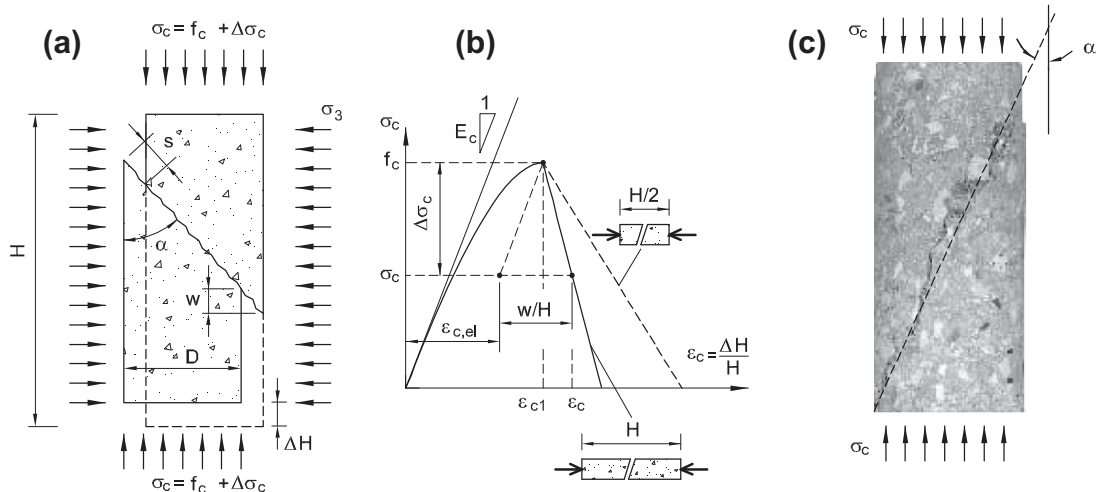 (a)
σc = fc + Δσc
σ3
s
H
α
w
D
ΔH
σc = fc + Δσc
(b)
1
Ec
σc
fc
Δσc
σc
H/2
w/H
εc,el
εc = ΔH/H
εc1
εc
H
(c)
σc
α
σc